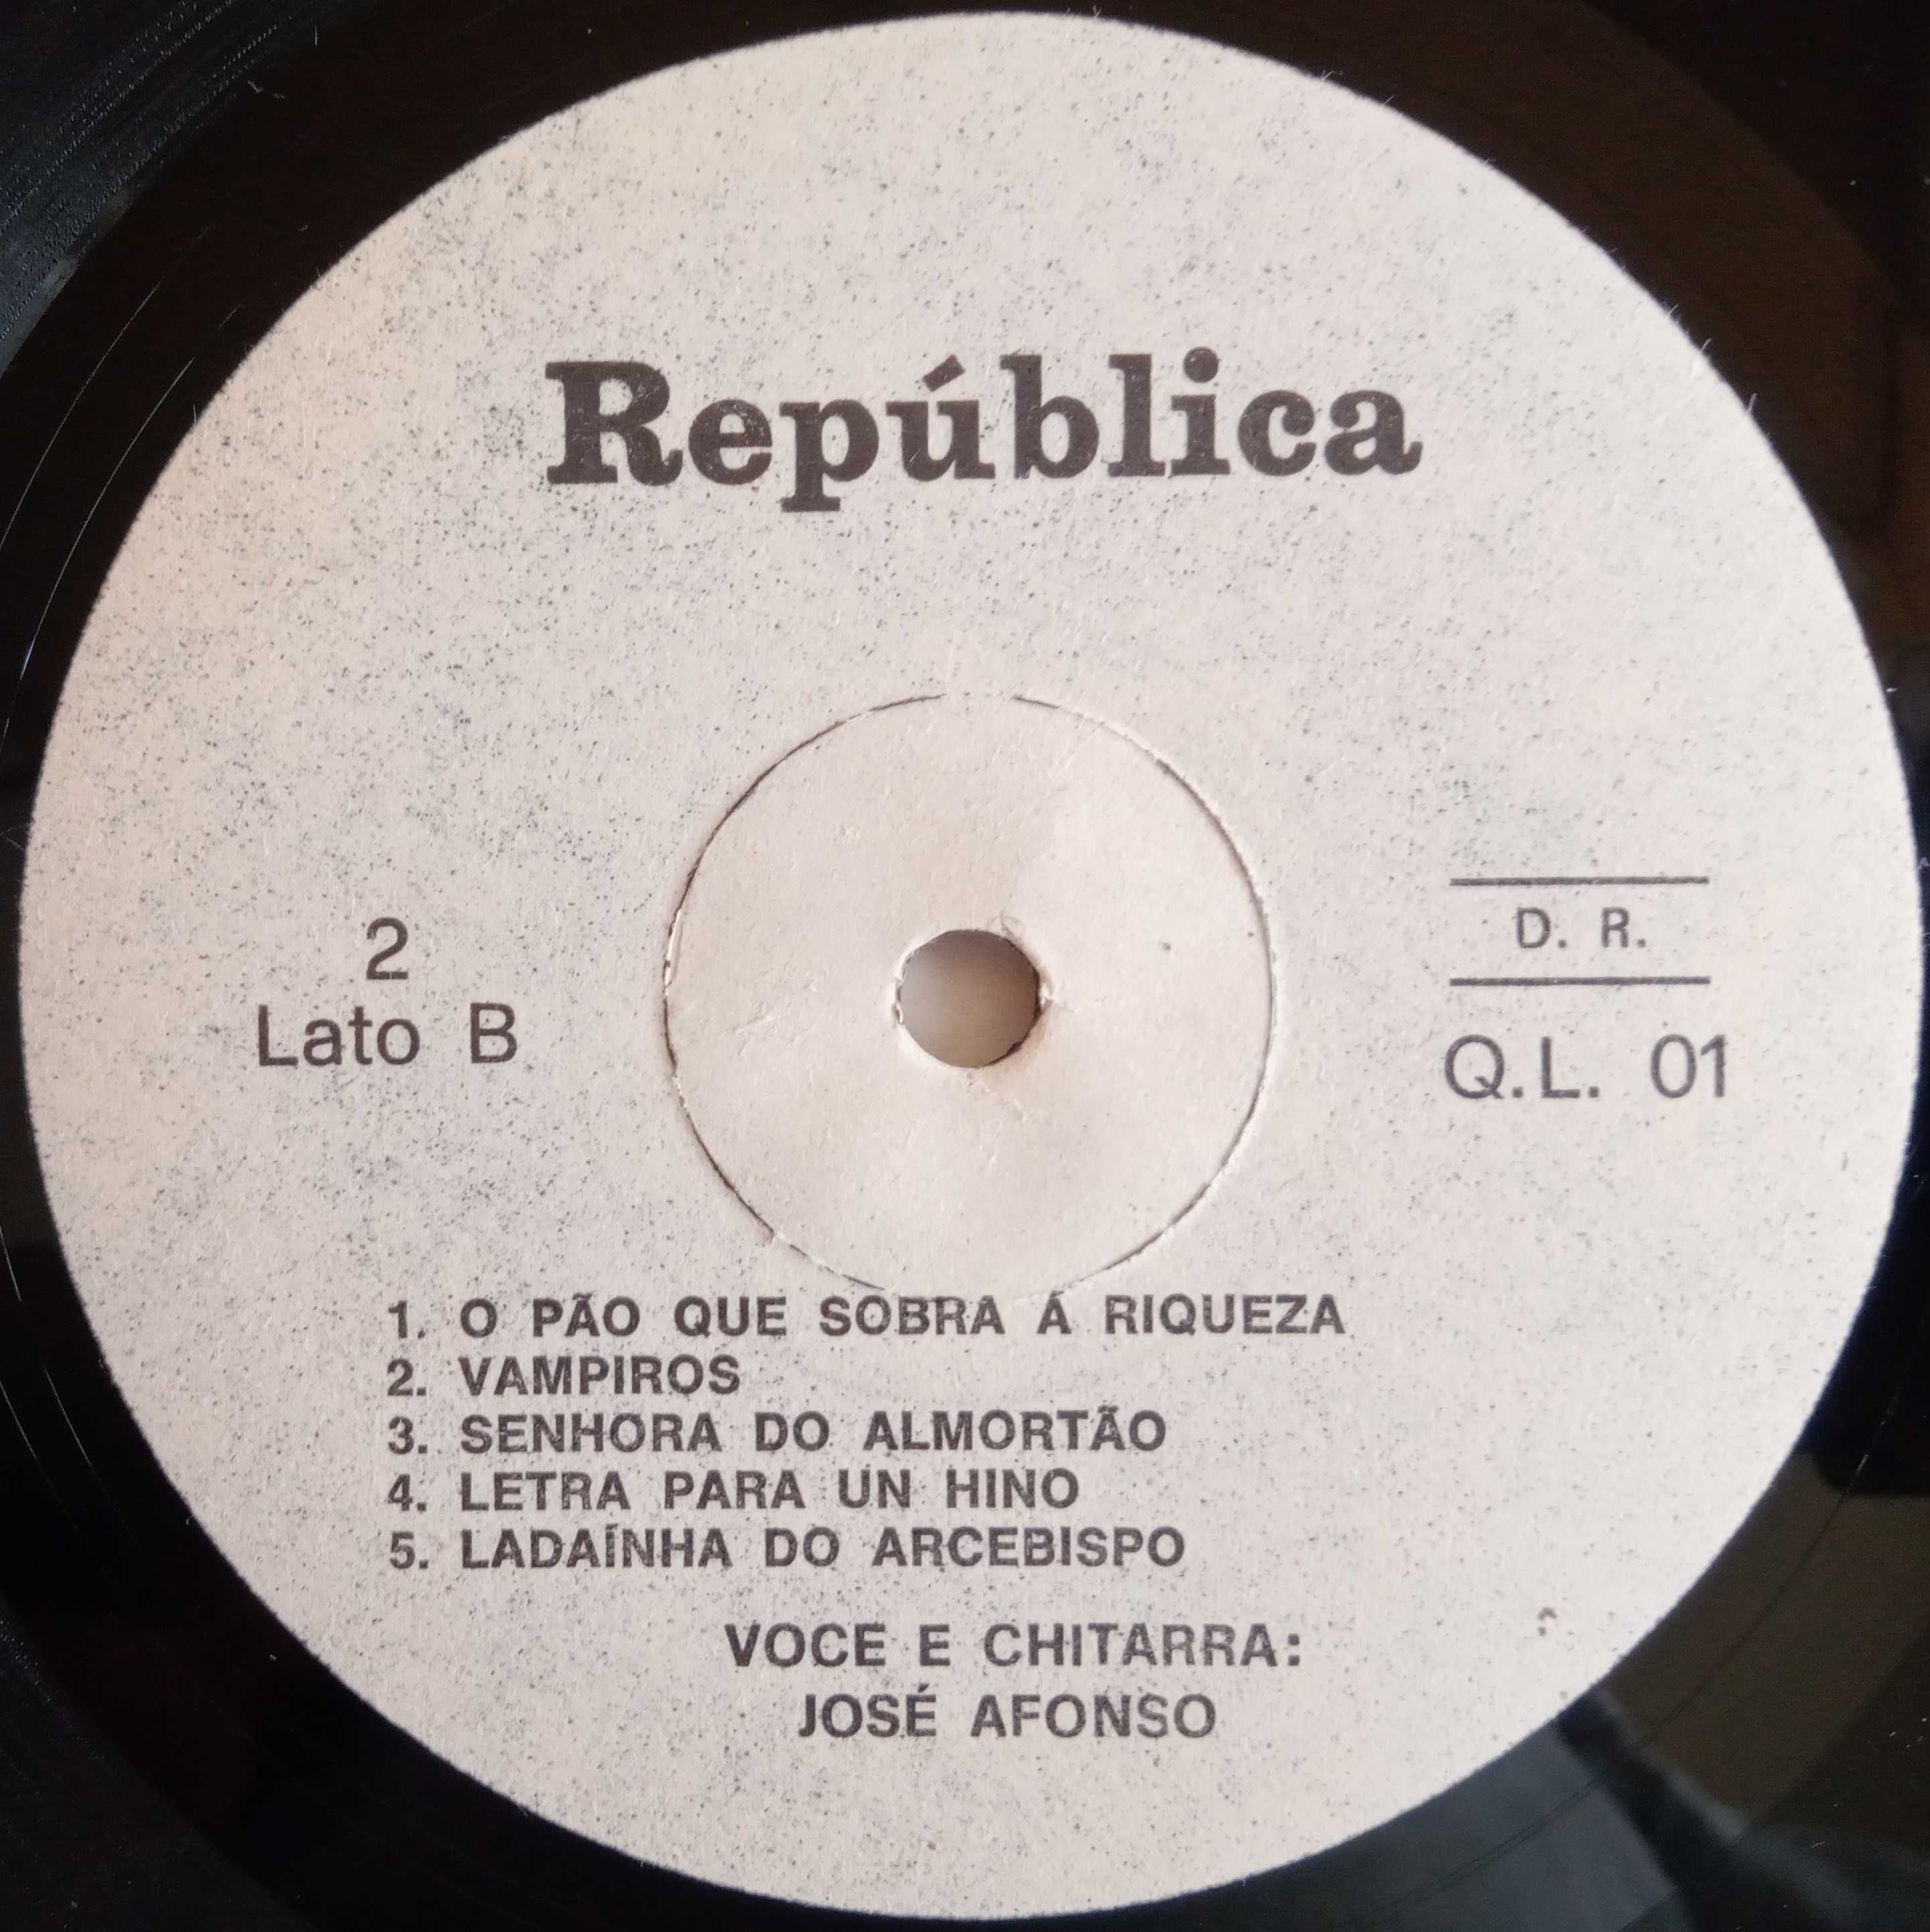 República
2
Lato B
D. R.
Q.L. 01
1. O PÃO QUE SOBRA Á RIQUEZA
2. VAMPIROS
3. SENHORA DO ALMORTÃO
4. LETRA PARA UN HINO
5. LADAÍNHA DO ARCEBISPO
VOCE E CHITARRA:
JOSÉ AFONSO